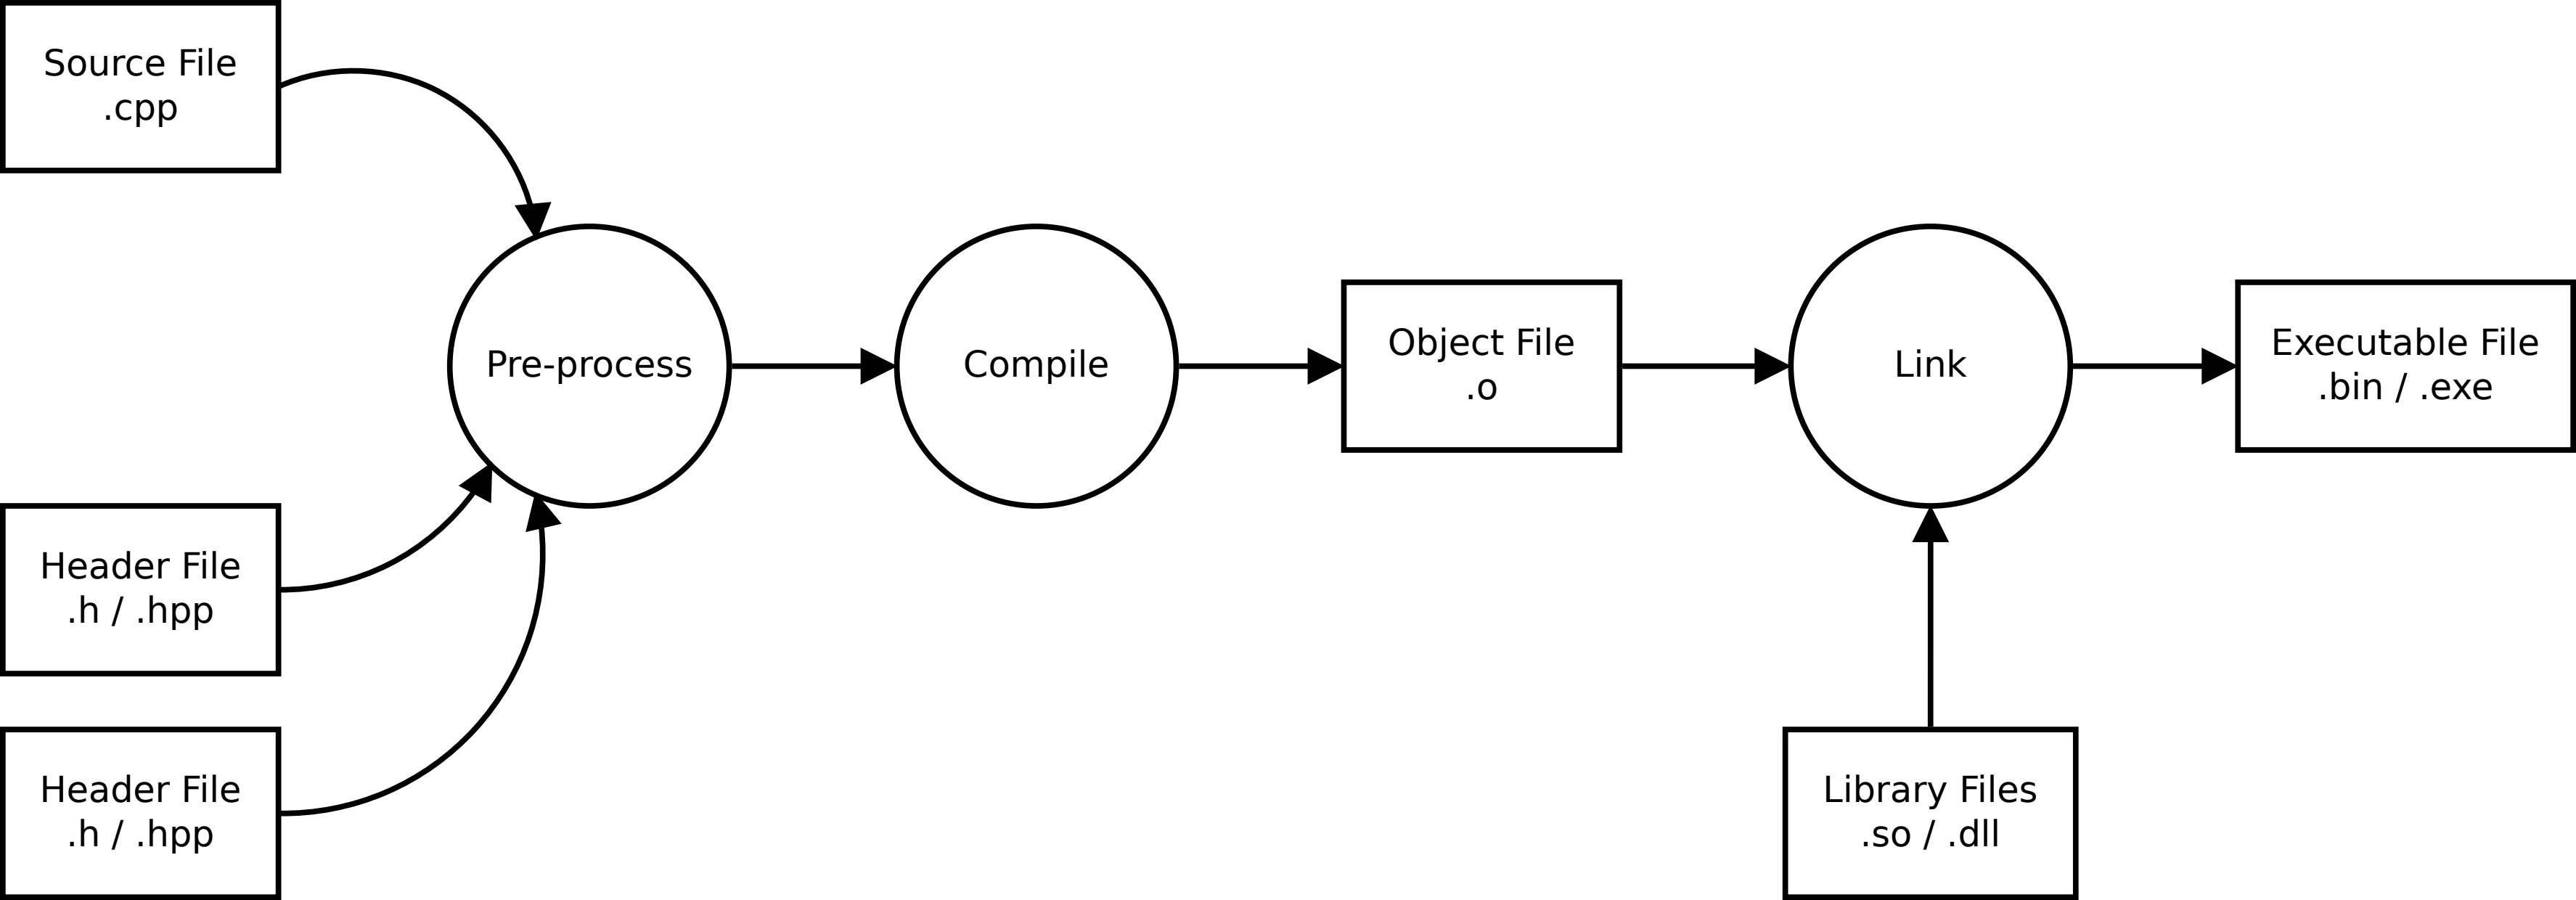 Source File
.cpp
Pre-process
Compile
Object File
.o
Link
Executable File
.bin / .exe
Header File
.h / .hpp
Header File
.h / .hpp
Library Files
.so / .dll